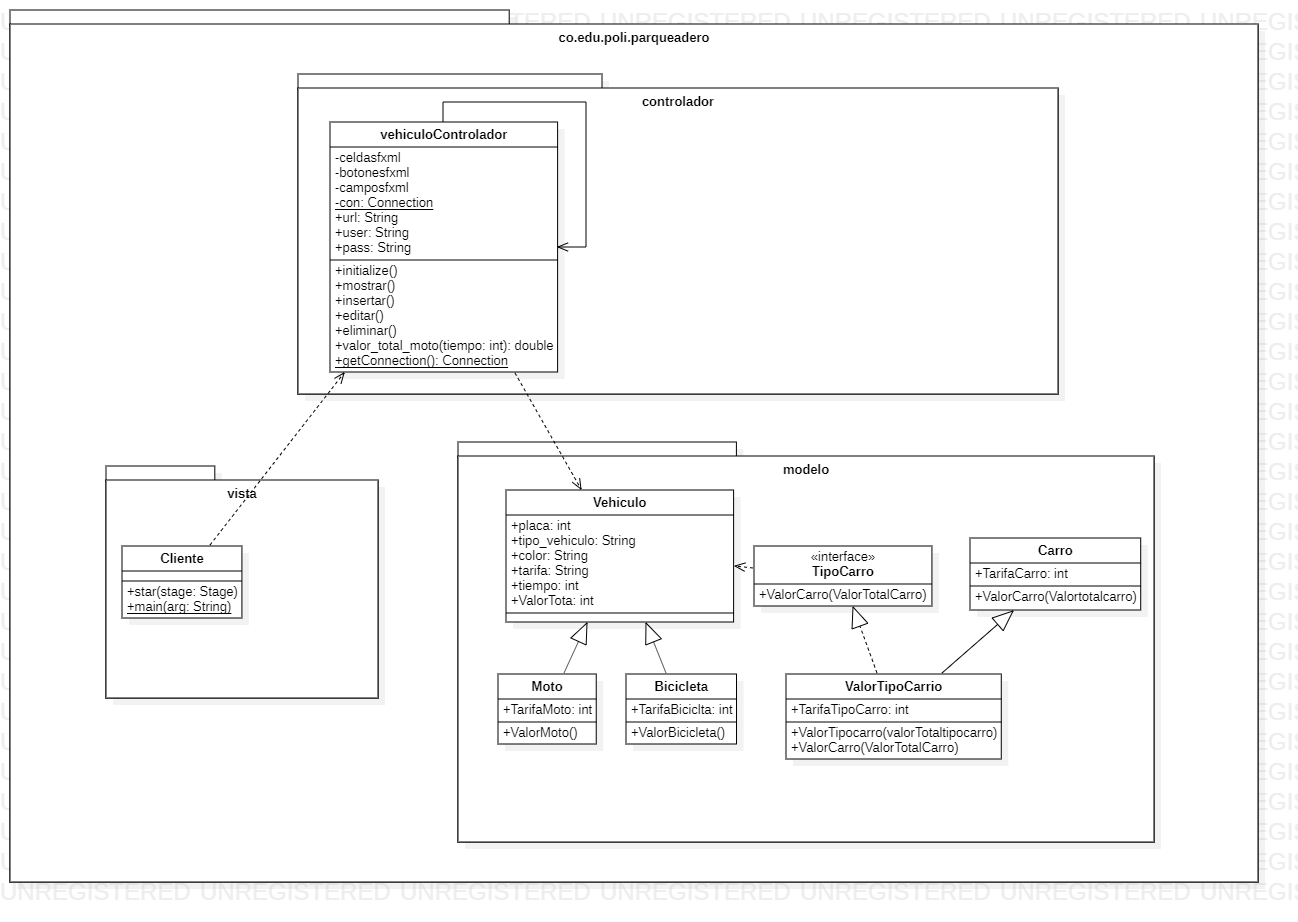 co.edu.poli.parqueadero
controlador
vehiculoControlador
-celdasfxml
-botonesfxml
-camposfxml
-con: Connection
+url: String
+user: String
+pass: String
+initialize()
+mostrar()
+insertar()
+editar()
+eliminar()
+valor_total_moto(tiempo: int): double
+getConnection(): Connection
vista
Cliente
+star(stage: Stage)
+main(arg: String)
modelo
Vehiculo
+placa: int
+tipo_vehiculo: String
+color: String
+tarifa: String
+tiempo: int
+ValorTota: int
«interface»
TipoCarro
+ValorCarro(ValorTotalCarro)
Carro
+TarifaCarro: int
+ValorCarro(Valortotalcarro)
Moto
+TarifaMoto: int
+ValorMoto()
Bicicleta
+TarifaBiciclta: int
+ValorBicicleta()
ValorTipoCarrio
+TarifaTipoCarro: int
+ValorTipocarro(valorTotaltipocarro)
+ValorCarro(ValorTotalCarro)
UNREGISTERED UNREGISTERED UNREGISTERED UNREGISTERED UNREGISTERED UNREGISTERED UNREGIS